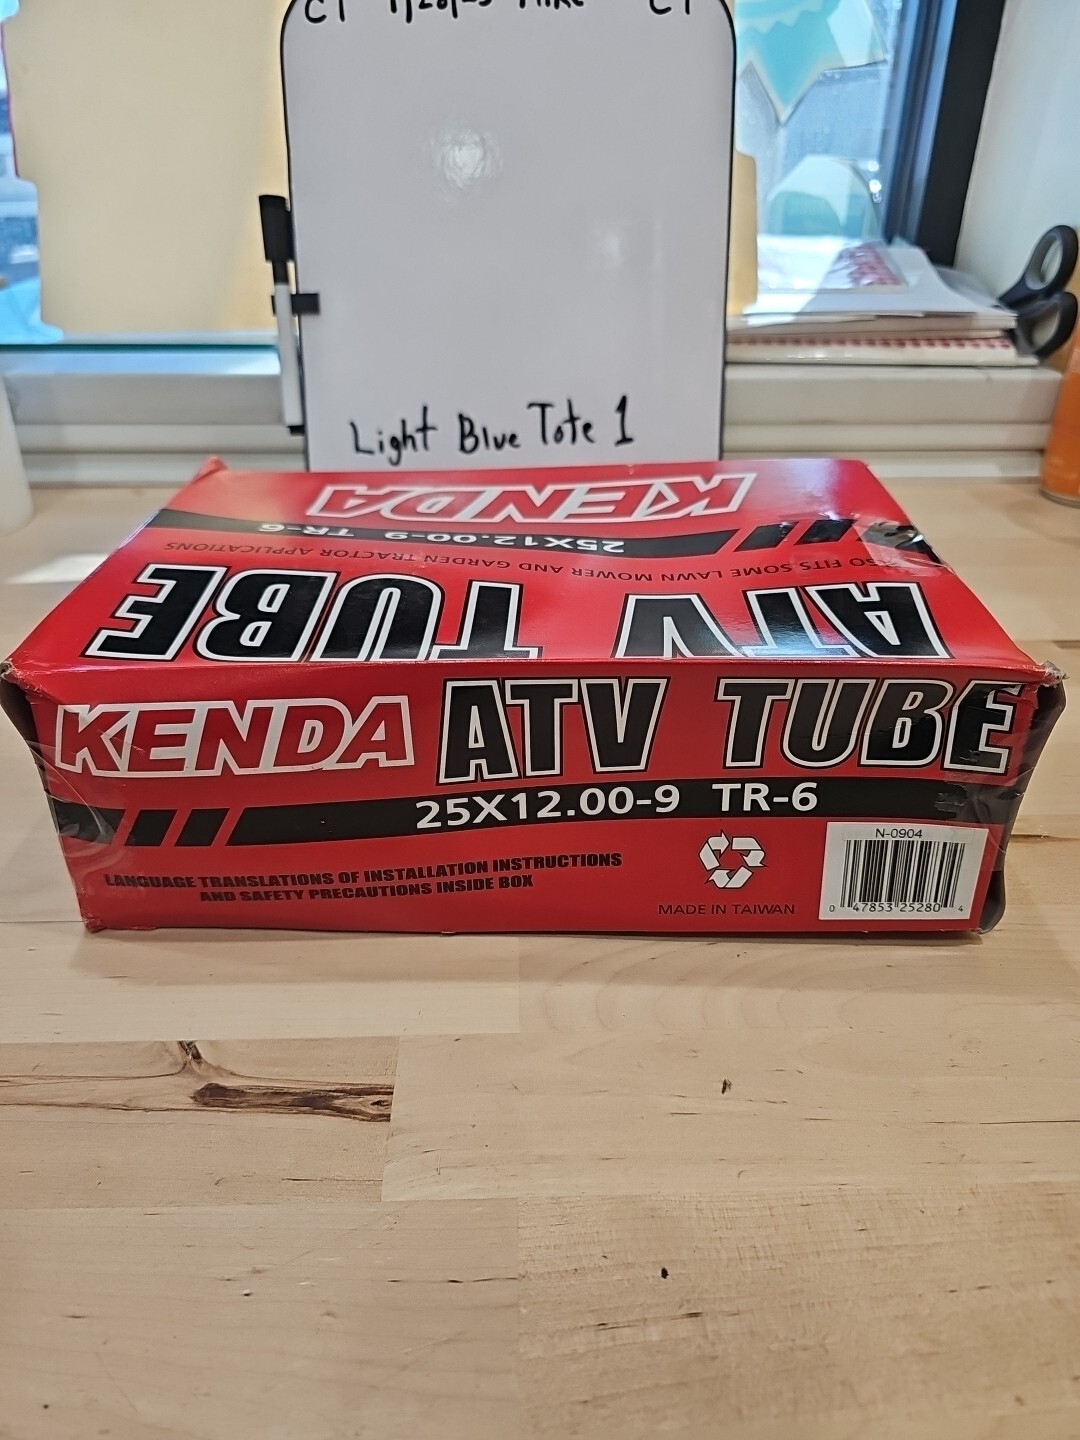 Light Blue Tote 1
KENDA
25X12.00-9 TR-6
SO FITS SOME LAWN MOWER AND GARDEN TRACTOR APPLICATIONS
ATV TUBE
KENDA ATV TUBE
25X12.00-9 TR-6
LANGUAGE TRANSLATIONS OF INSTALLATION INSTRUCTIONS
AND SAFETY PRECAUTIONS INSIDE BOX
MADE IN TAIWAN
N-0904
0 47853 25280 4